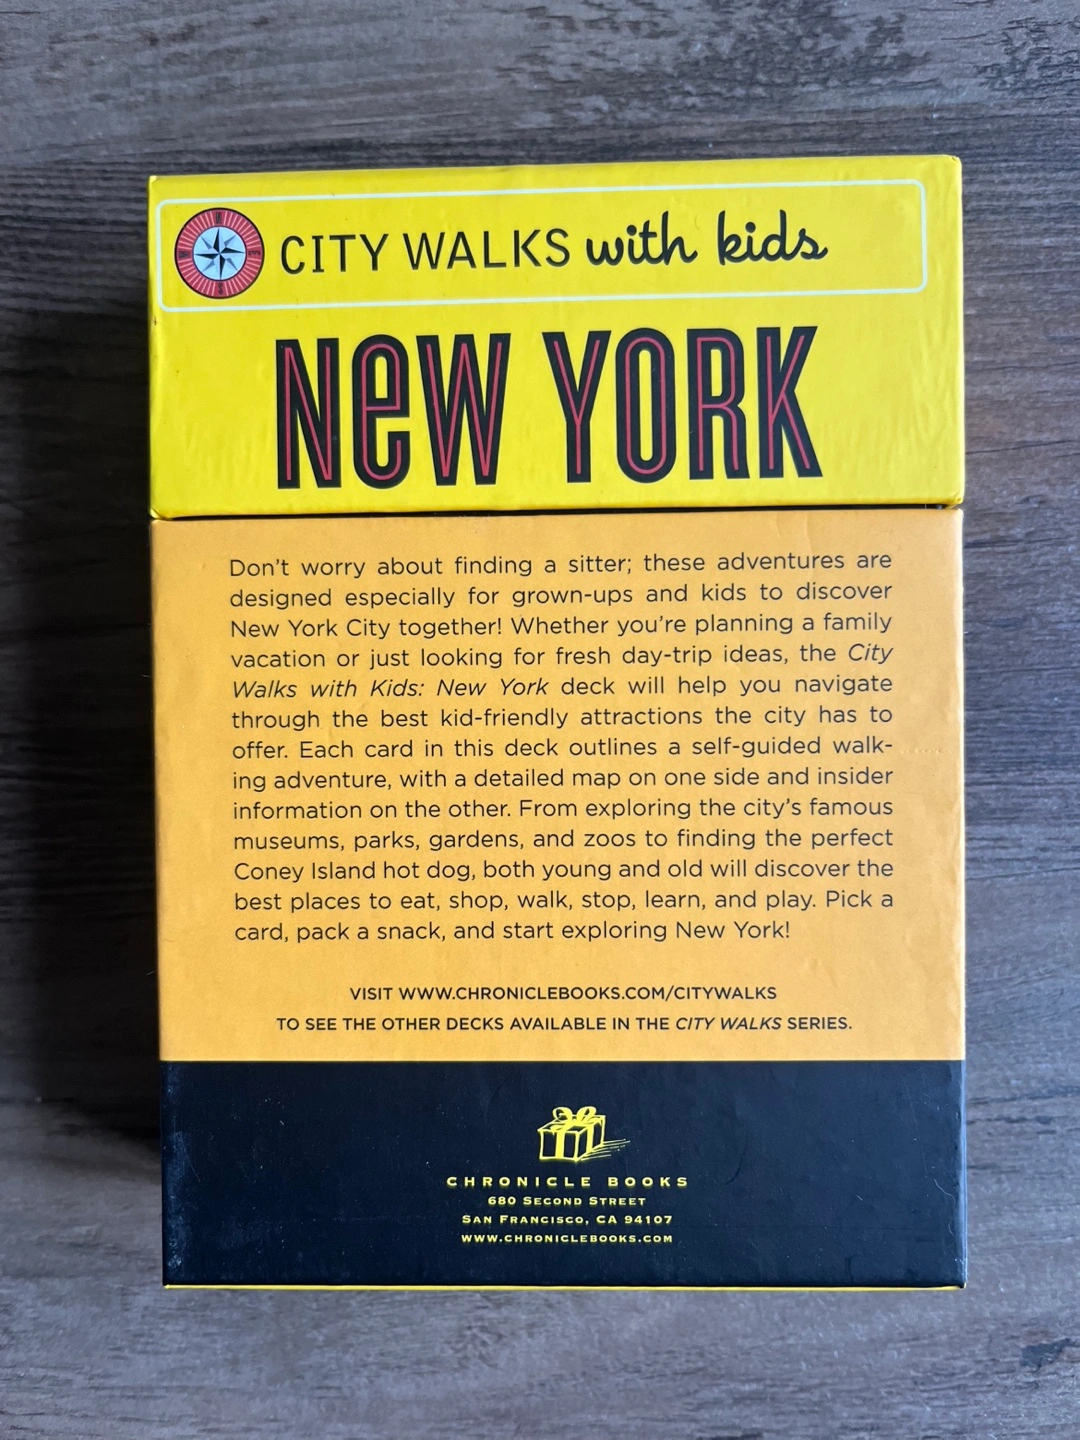 CITY WALKS with kids
NeW YORK
Don't worry about finding a sitter; these adventures are
designed especially for grown-ups and kids to discover
New York City together! Whether you're planning a family
vacation or just looking for fresh day-trip ideas, the City
Walks with Kids: New York deck will help you navigate
through the best kid-friendly attractions the city has to
offer. Each card in this deck outlines a self-guided walk-
ing adventure, with a detailed map on one side and insider
information on the other. From exploring the city's famous
museums, parks, gardens, and zoos to finding the perfect
Coney Island hot dog, both young and old will discover the
best places to eat, shop, walk, stop, learn, and play. Pick a
card, pack a snack, and start exploring New York!
VISIT WWW.CHRONICLEBOOKS.COM/CITYWALKS
TO SEE THE OTHER DECKS AVAILABLE IN THE CITY WALKS SERIES.
CHRONICLE BOOKS
680 SECOND STREET
SAN FRANCISCO, CA 94107
WWW.CHRONICLEBOOKS.COM